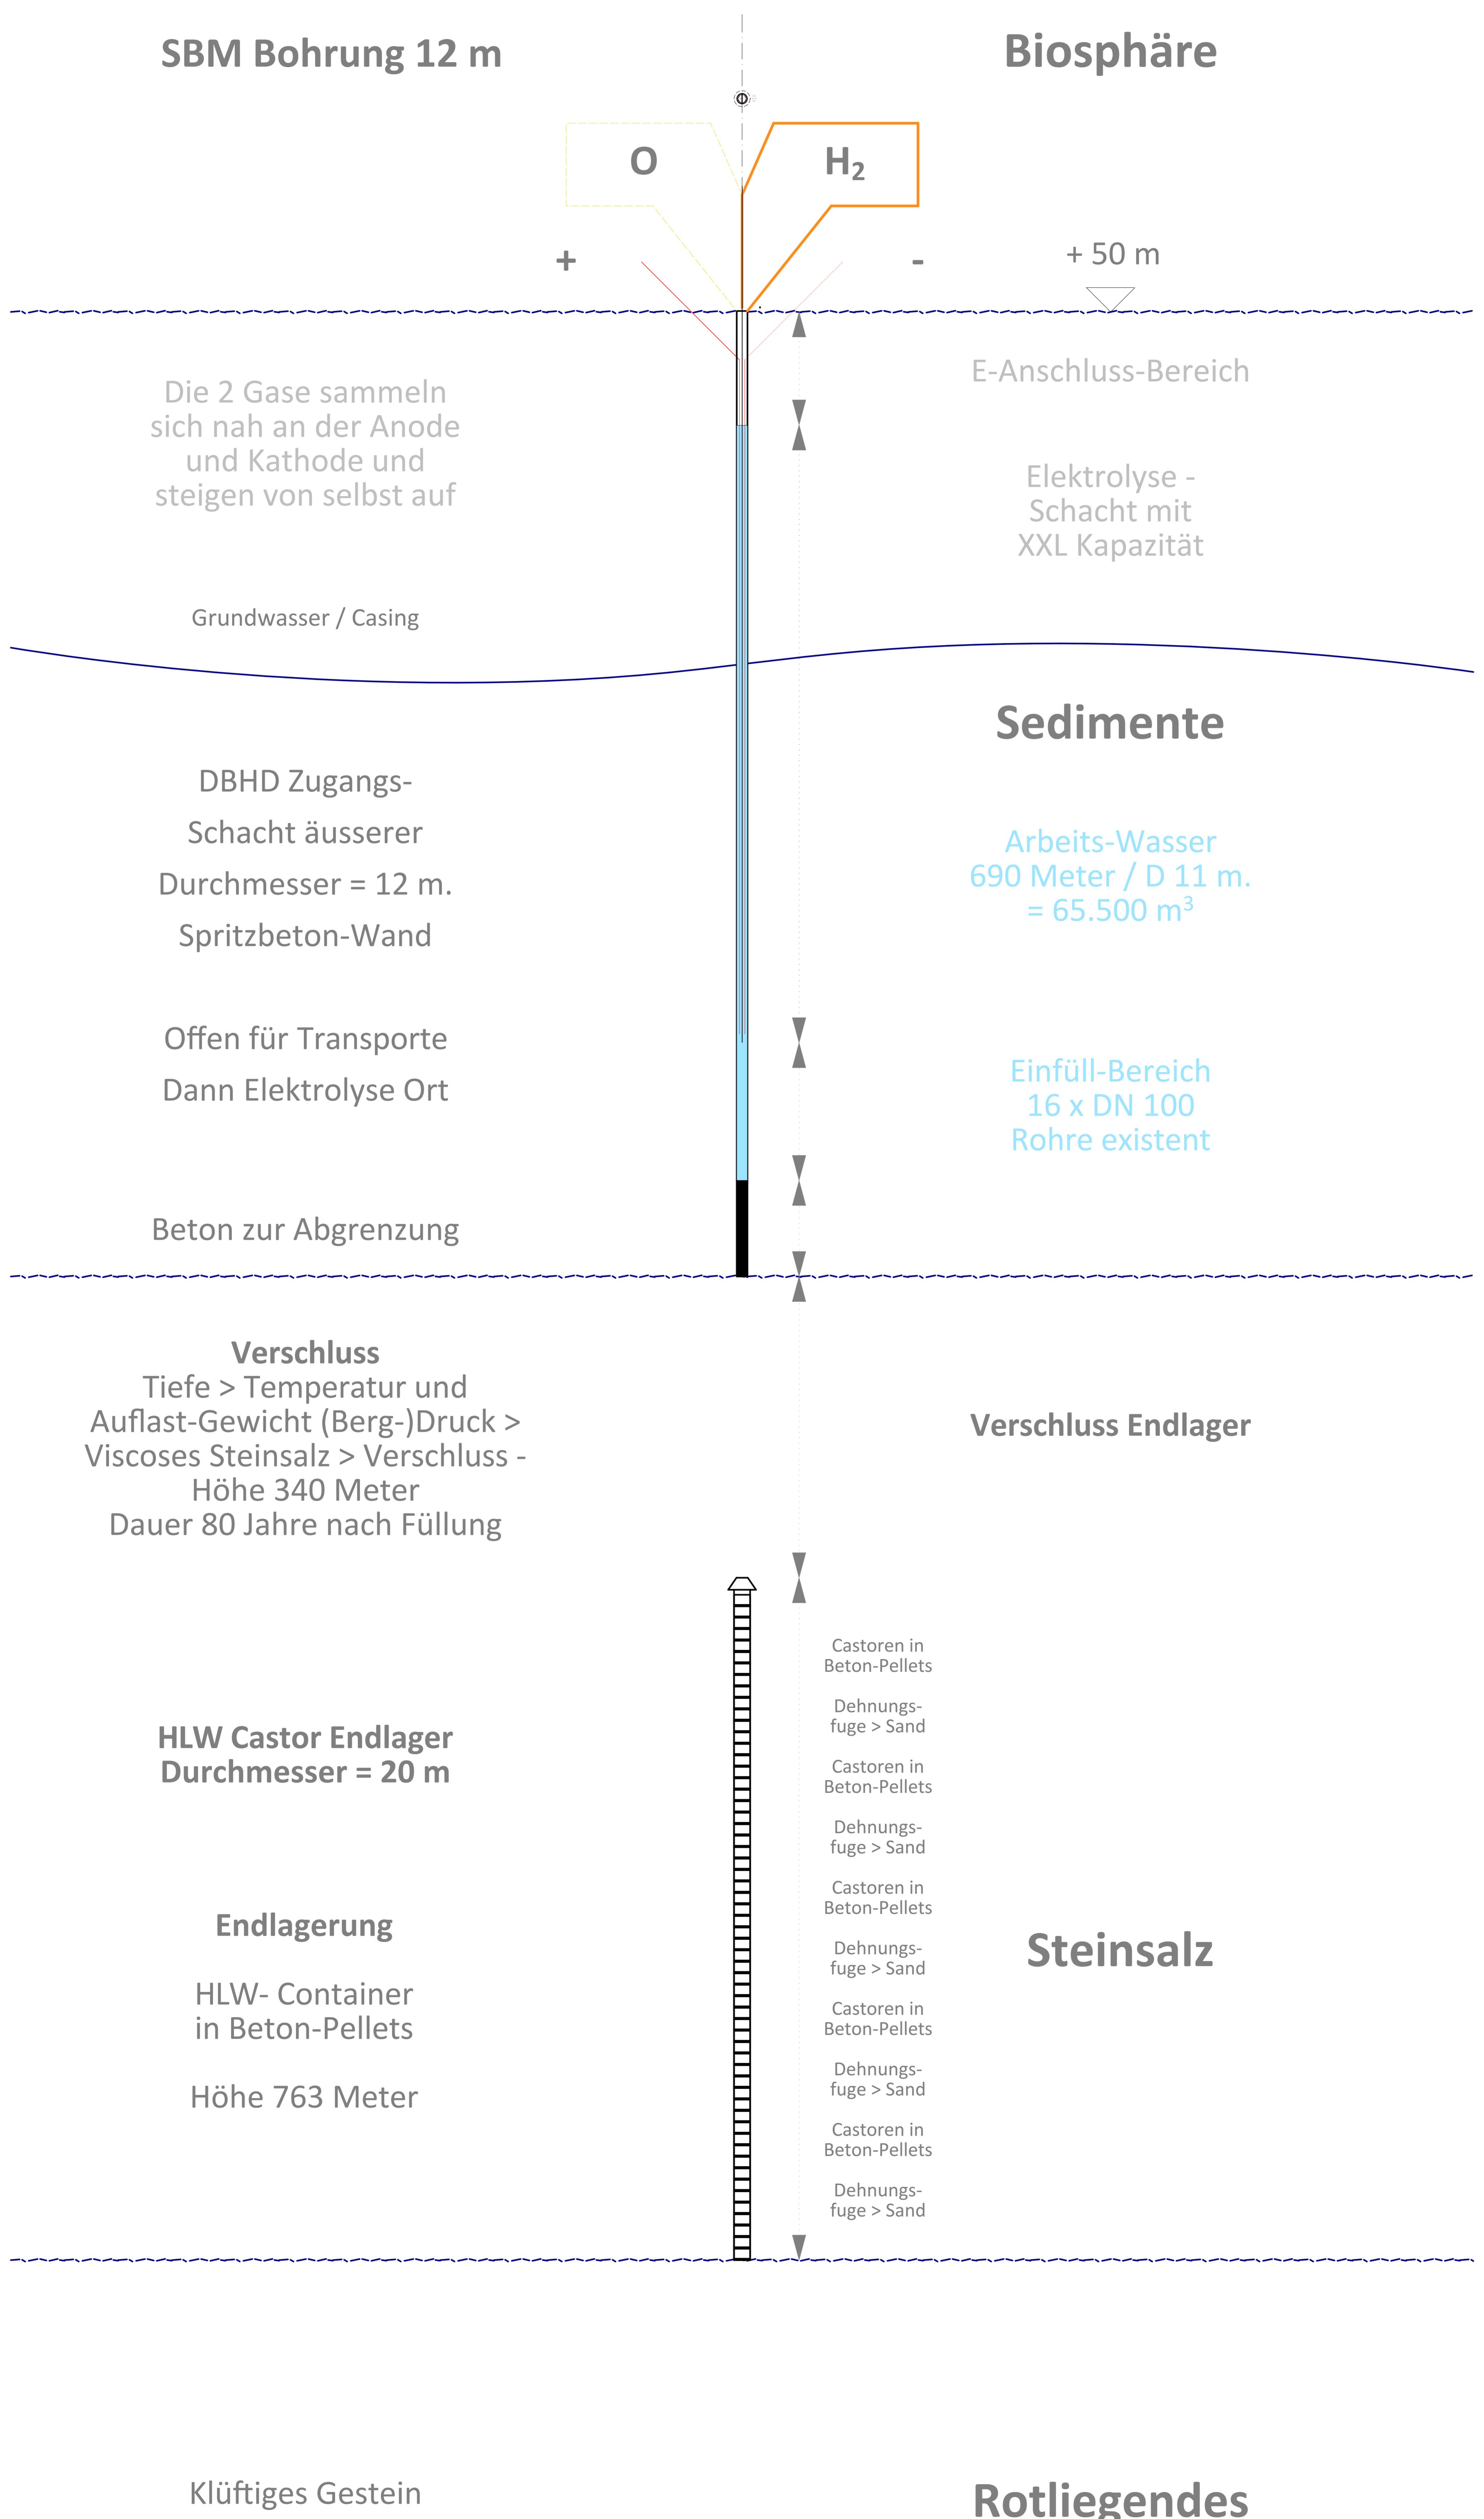 SBM Bohrung 12 m
Biosphäre
O
H₂
+
-
+ 50 m
E-Anschluss-Bereich
Die 2 Gase sammeln
sich nah an der Anode
und Kathode und
steigen von selbst auf
Elektrolyse -
Schacht mit
XXL Kapazität
Grundwasser / Casing
Sedimente
DBHD Zugangs-
Schacht äusserer
Durchmesser = 12 m.
Spritzbeton-Wand
Arbeits-Wasser
690 Meter / D 11 m.
= 65.500 m³
Offen für Transporte
Dann Elektrolyse Ort
Einfüll-Bereich
16 x DN 100
Rohre existent
Beton zur Abgrenzung
Verschluss
Tiefe > Temperatur und
Auflast-Gewicht (Berg-)Druck >
Viscoses Steinsalz > Verschluss -
Höhe 340 Meter
Dauer 80 Jahre nach Füllung
Verschluss Endlager
Castoren in
Beton-Pellets
Dehnungs-
fuge > Sand
Castoren in
Beton-Pellets
Dehnungs-
fuge > Sand
Castoren in
Beton-Pellets
Dehnungs-
fuge > Sand
Castoren in
Beton-Pellets
Dehnungs-
fuge > Sand
Castoren in
Beton-Pellets
Dehnungs-
fuge > Sand
HLW Castor Endlager
Durchmesser = 20 m
Endlagerung
HLW- Container
in Beton-Pellets
Höhe 763 Meter
Steinsalz
Klüftiges Gestein
Rotliegendes